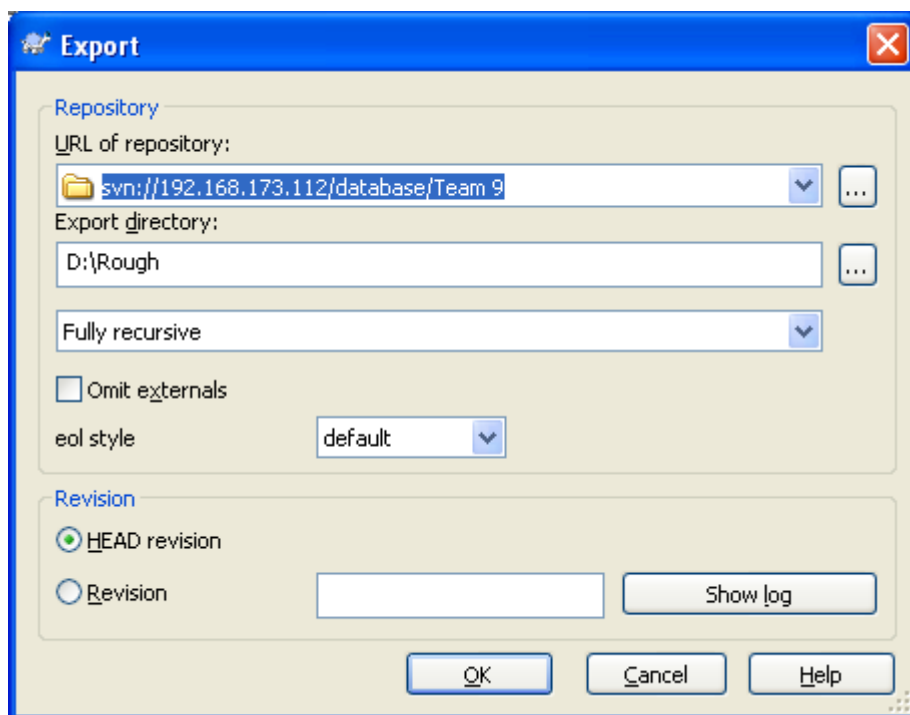 Export
Repository
URL of repository:
svn://192.168.173.112/database/Team 9
...
Export directory:
D:\Rough
...
Fully recursive
Omit externals
eol style default
Revision
HEAD revision
Revision Show log
OK Cancel Help